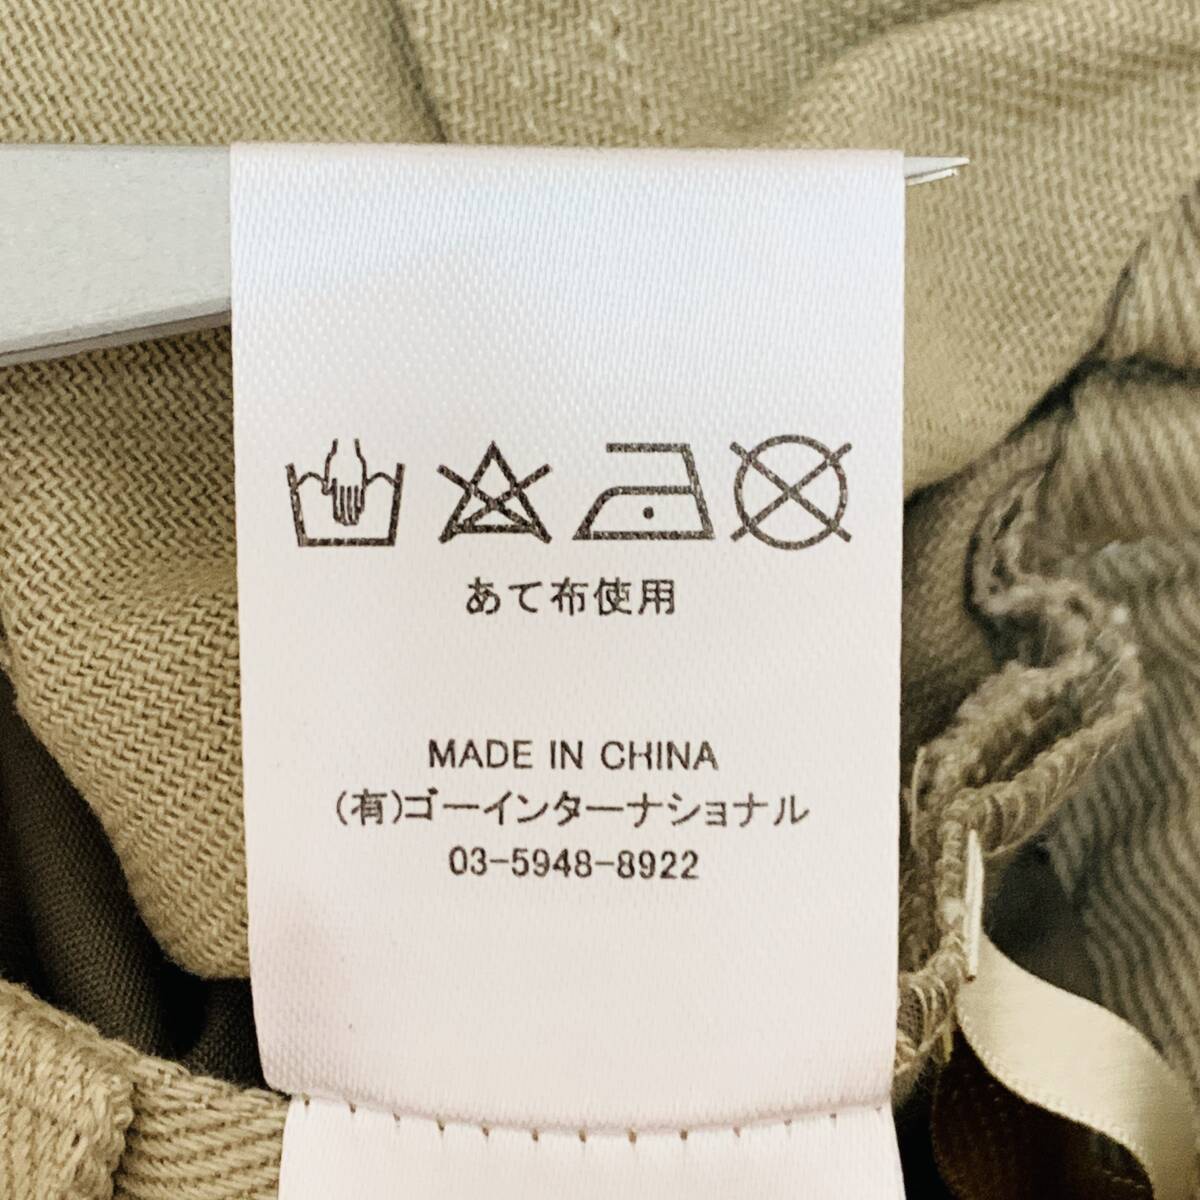 あて布使用
MADE IN CHINA
(有)ゴーインターナショナル
03-5948-8922